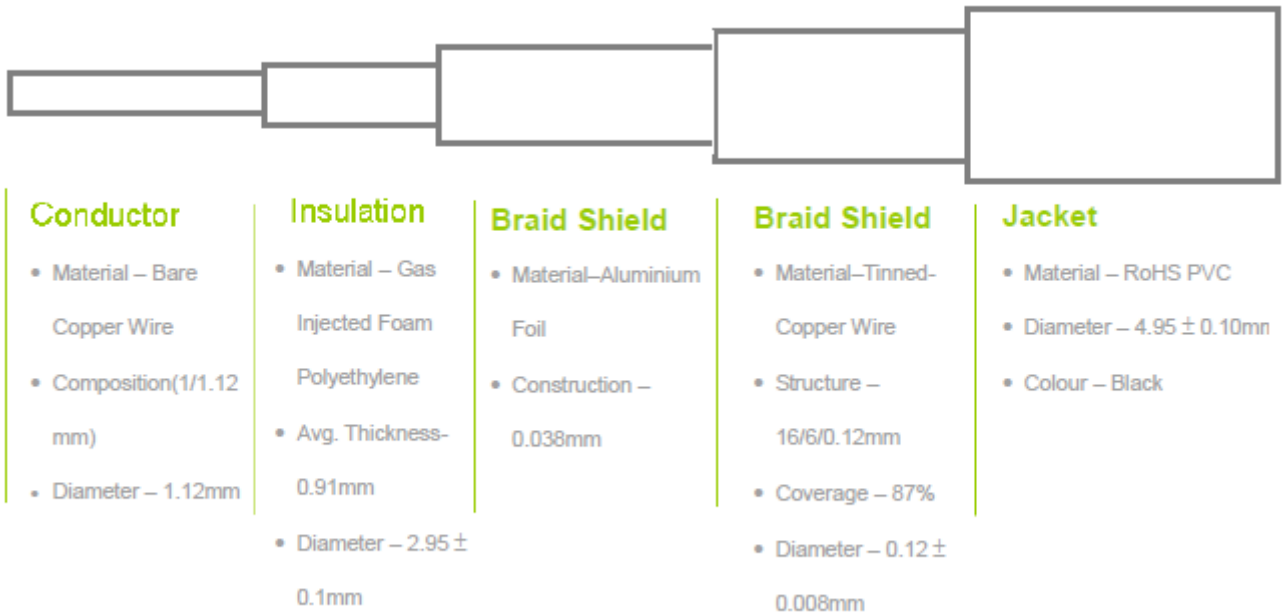 Conductor
• Material – Bare
Copper Wire
• Composition(1/1.12
mm)
• Diameter – 1.12mm
Insulation
• Material – Gas
Injected Foam
Polyethylene
• Avg. Thickness-
0.91mm
• Diameter – 2.95 ±
0.1mm
Braid Shield
• Material–Aluminium
Foil
• Construction –
0.038mm
Braid Shield
• Material–Tinned-
Copper Wire
• Structure –
16/6/0.12mm
• Coverage – 87%
• Diameter – 0.12 ±
0.008mm
Jacket
• Material – RoHS PVC
• Diameter – 4.95 ± 0.10mm
• Colour – Black